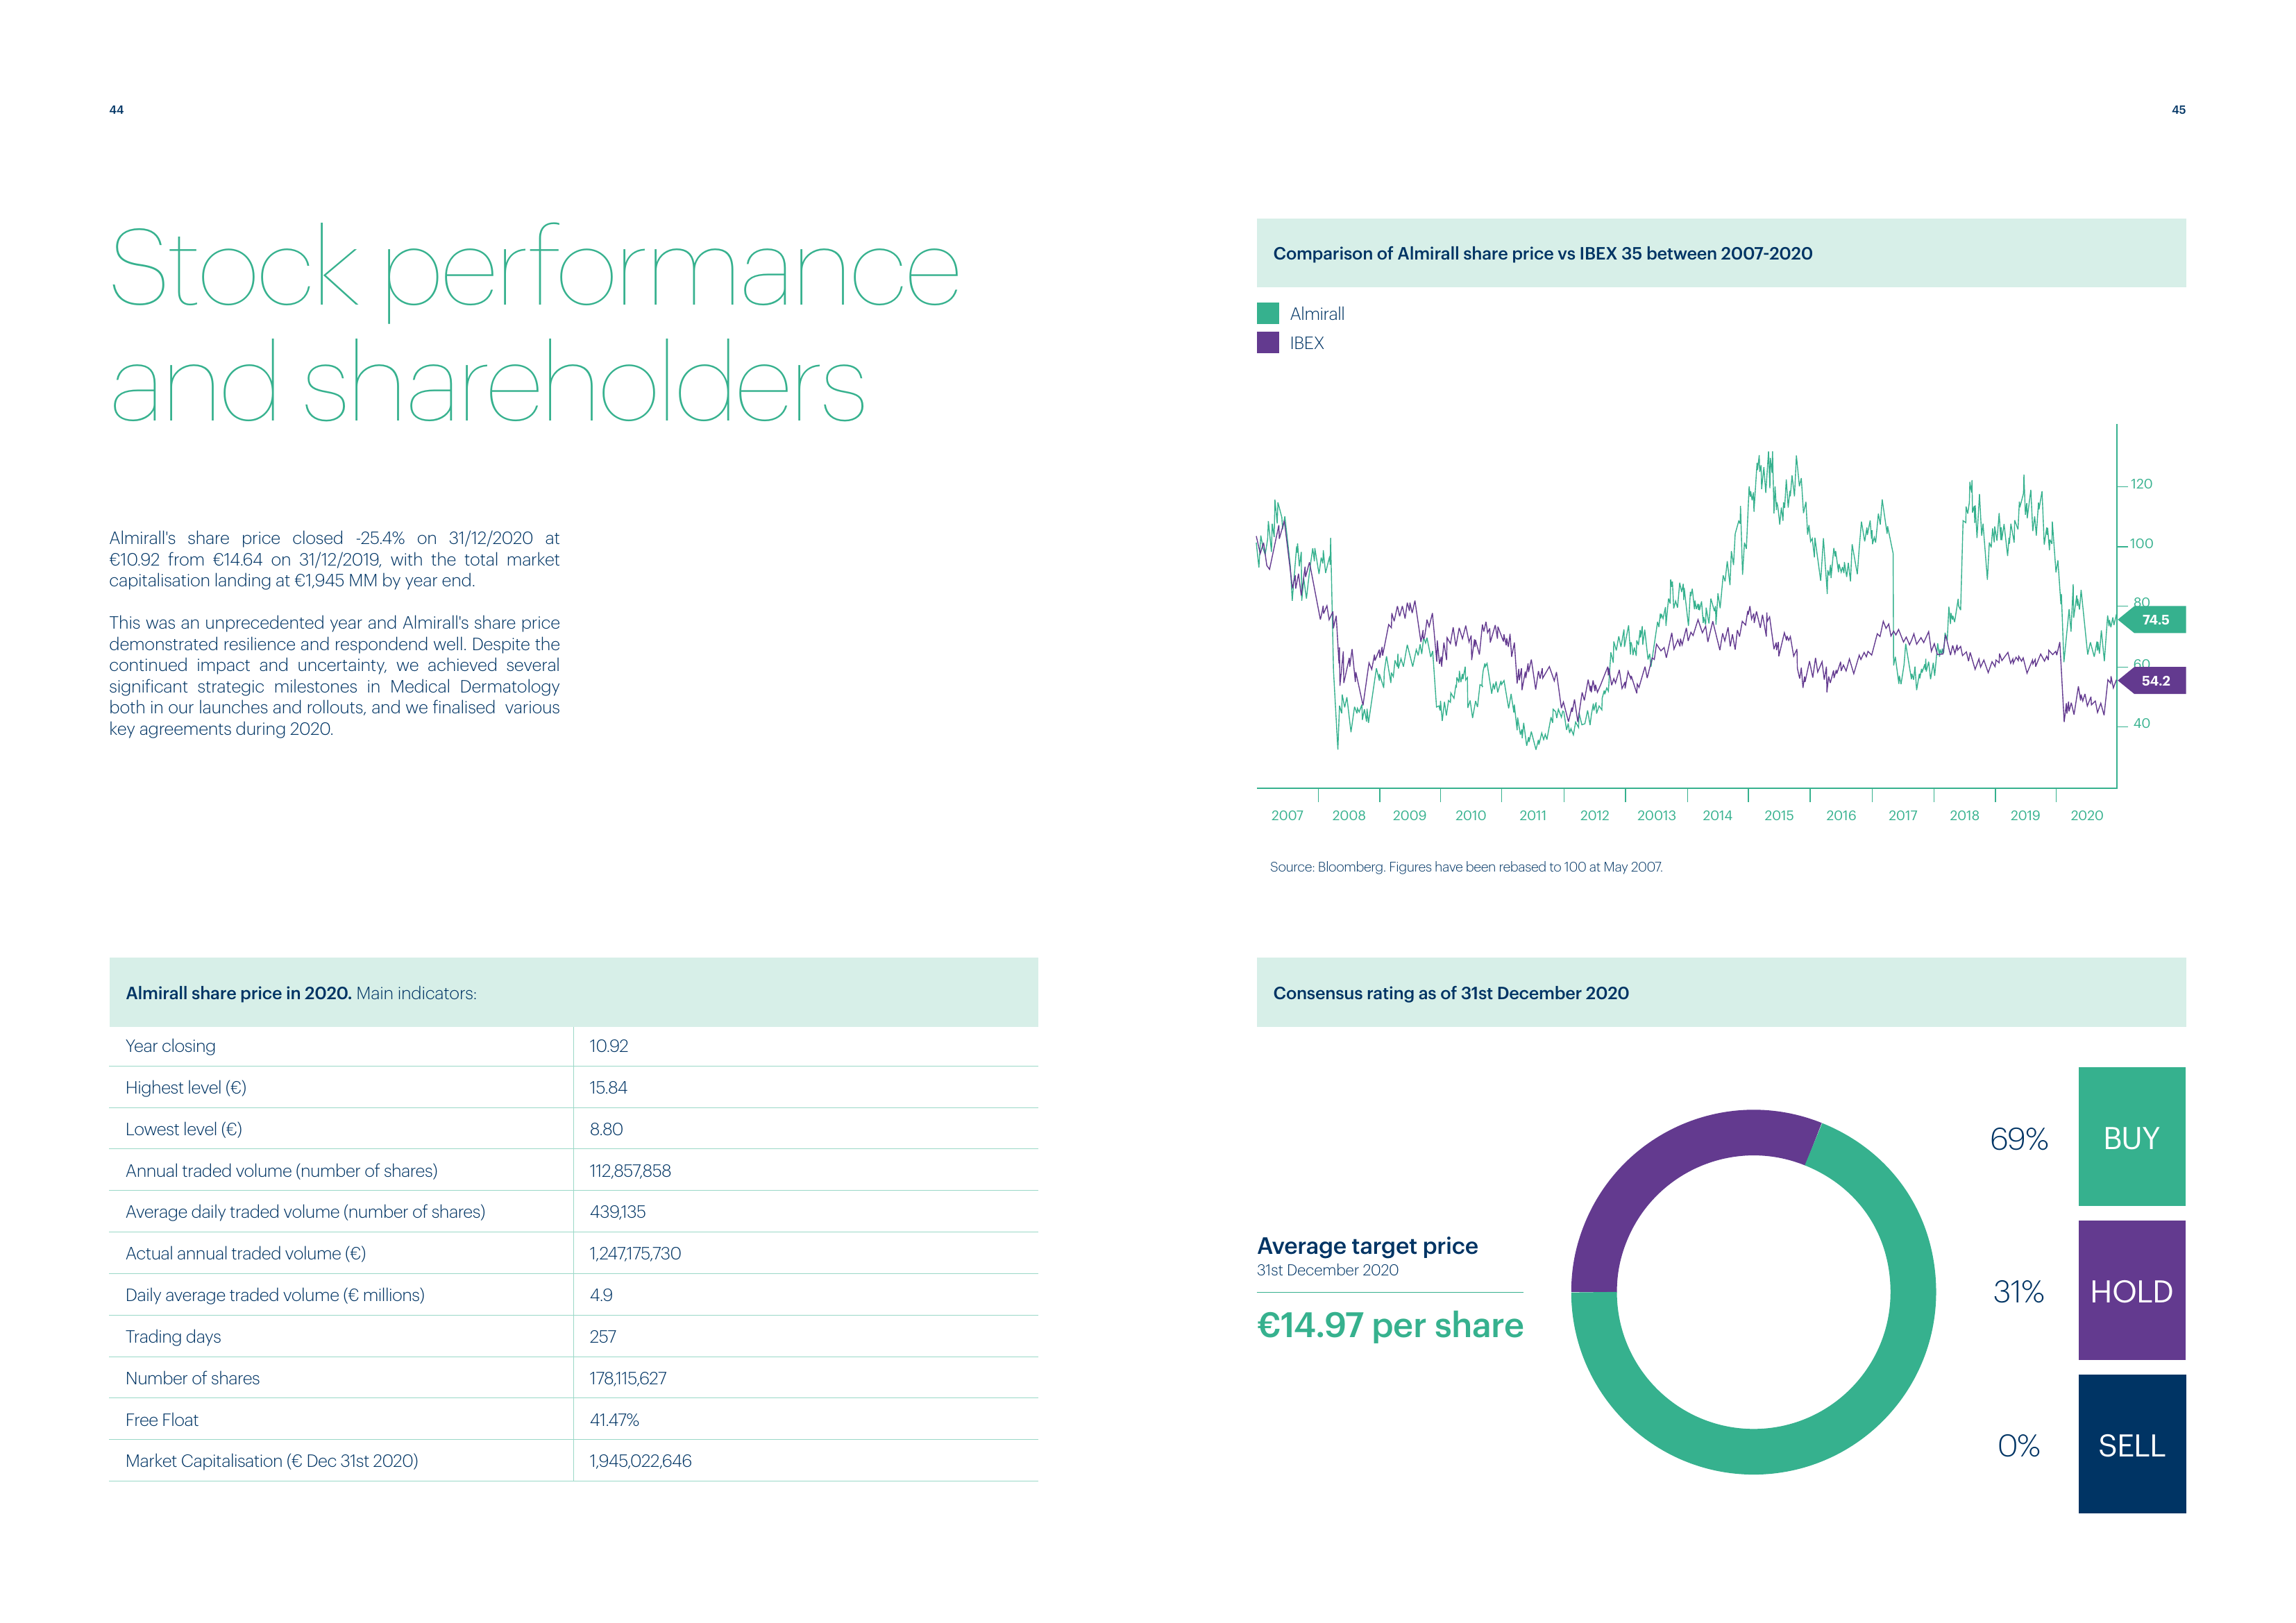 44
45
Stock performance
and shareholders
Almirall's share price closed -25.4% on 31/12/2020 at
€10.92 from €14.64 on 31/12/2019, with the total market
capitalisation landing at €1,945 MM by year end.
This was an unprecedented year and Almirall's share price
demonstrated resilience and respondend well. Despite the
continued impact and uncertainty, we achieved several
significant strategic milestones in Medical Dermatology
both in our launches and rollouts, and we finalised various
key agreements during 2020.
Almirall share price in 2020. Main indicators:
Year closing 10.92
Highest level (€) 15.84
Lowest level (€) 8.80
Annual traded volume (number of shares) 112,857,858
Average daily traded volume (number of shares) 439,135
Actual annual traded volume (€) 1,247,175,730
Daily average traded volume (€ millions) 4.9
Trading days 257
Number of shares 178,115,627
Free Float 41.47%
Market Capitalisation (€ Dec 31st 2020) 1,945,022,646
Comparison of Almirall share price vs IBEX 35 between 2007-2020
Almirall
IBEX
120
100
80
74.5
60
54.2
40
2007 2008 2009 2010 2011 2012 20013 2014 2015 2016 2017 2018 2019 2020
Source: Bloomberg. Figures have been rebased to 100 at May 2007.
Consensus rating as of 31st December 2020
Average target price
31st December 2020
€14.97 per share
69% BUY
31% HOLD
0% SELL